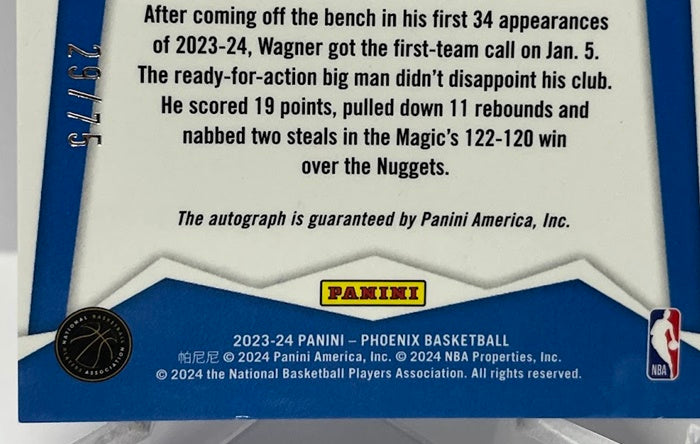 After coming off the bench in his first 34 appearances
of 2023-24, Wagner got the first-team call on Jan. 5.
The ready-for-action big man didn't disappoint his club.
He scored 19 points, pulled down 11 rebounds and
nabbed two steals in the Magic's 122-120 win
over the Nuggets.
29/75
The autograph is guaranteed by Panini America, Inc.
PANINI
2023-24 PANINI – PHOENIX BASKETBALL
帕尼尼 © 2024 Panini America, Inc. © 2024 NBA Properties, Inc.
© 2024 the National Basketball Players Association. All rights reserved.
NATIONAL BASKETBALL
PLAYERS ASSOCIATION
NBA